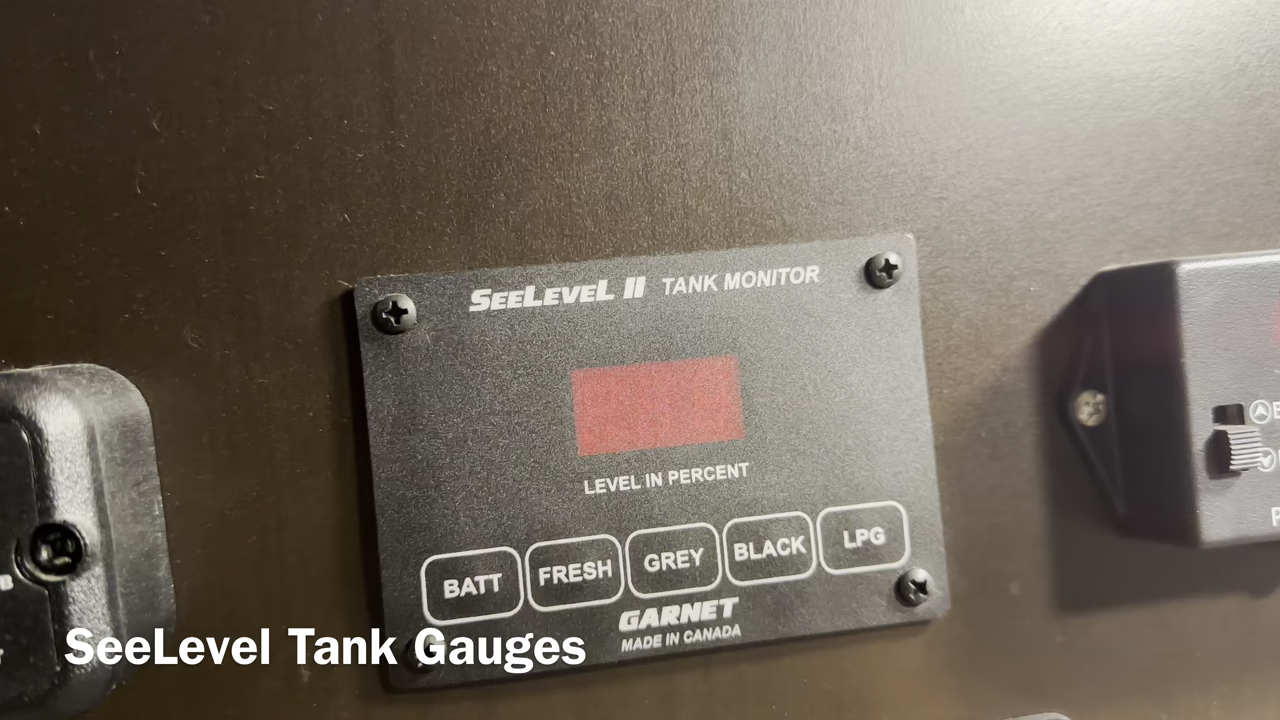 SEELEVEL II TANK MONITOR
LEVEL IN PERCENT
BATT FRESH GREY BLACK LPG
GARNET
MADE IN CANADA
SeeLevel Tank Gauges